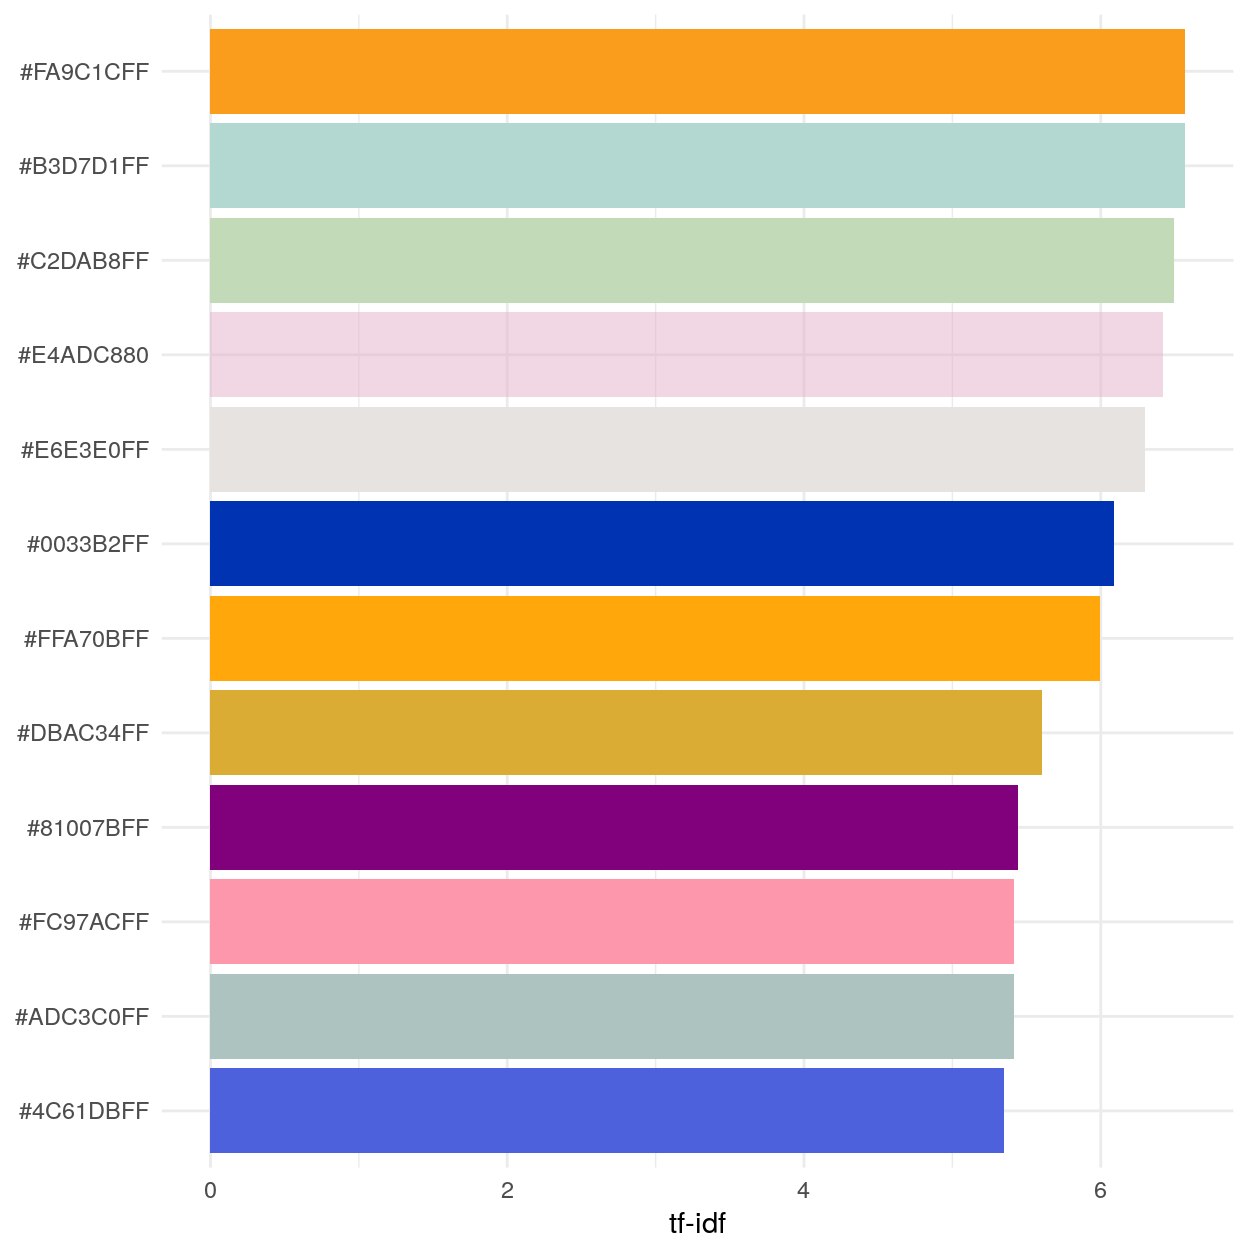 #FA9C1CFF
#B3D7D1FF
#C2DAB8FF
#E4ADC880
#E6E3E0FF
#0033B2FF
#FFA70BFF
#DBAC34FF
#81007BFF
#FC97ACFF
#ADC3C0FF
#4C61DBFF
0 2 4 6
tf-idf